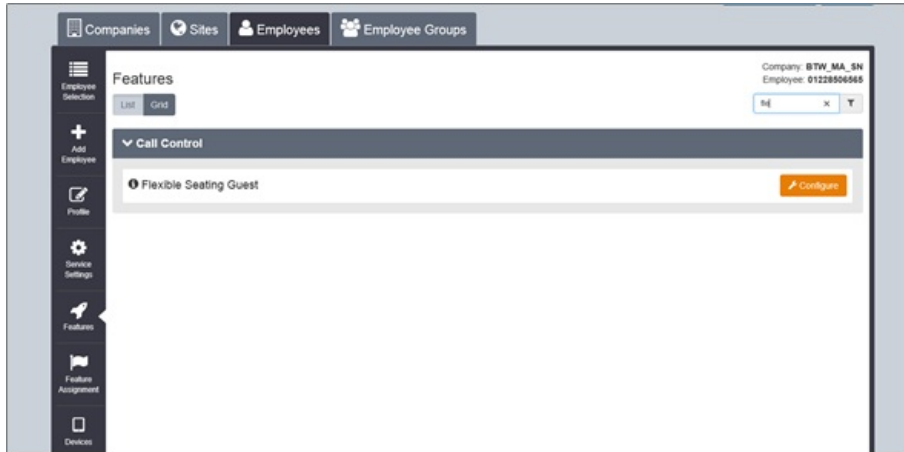 Companies
Sites
Employees
Employee Groups
Employee
Selection
Add
Employee
Profile
Service
Settings
Features
Feature
Assignment
Devices
Features
Company: BTW_MA_SN
Employee: 01228506565
List
Grid
Call Control
Flexible Seating Guest
Configure